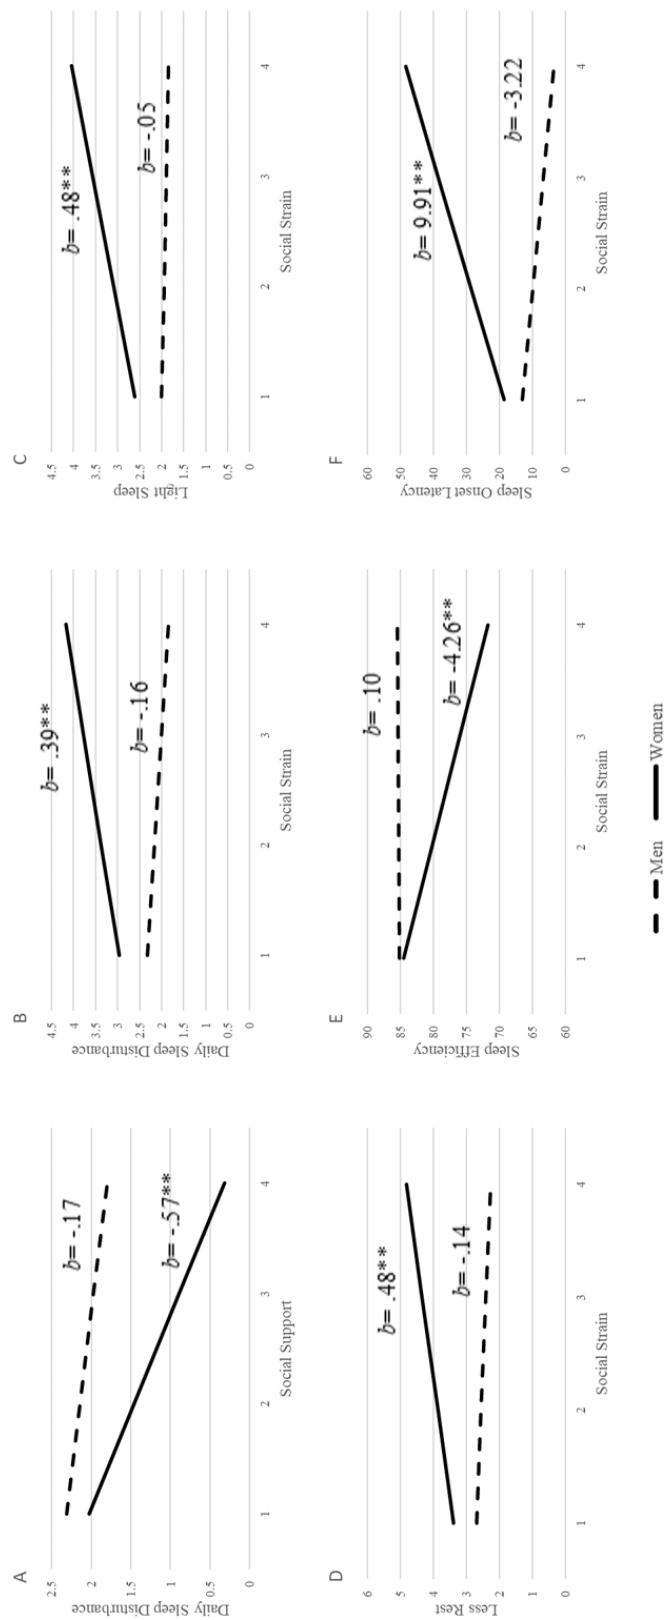 A
Daily Sleep Disturbance
2.5
2
1.5
1
0.5
0
b= -.17
b= -.57**
1 2 3 4
Social Support
B
Daily Sleep Disturbance
4.5
4
3.5
3
2.5
2
1.5
1
0.5
0
b= .39**
b= -.16
1 2 3 4
Social Strain
C
Light Sleep
4.5
4
3.5
3
2.5
2
1.5
1
0.5
0
b= .48**
b= -.05
1 2 3 4
Social Strain
D
Less Rest
6
5
4
3
2
1
0
b= .48**
b= -.14
1 2 3 4
Social Strain
E
Sleep Efficiency
90
85
80
75
70
65
60
b= .10
b= -4.26**
1 2 3 4
Social Strain
F
Sleep Onset Latency
60
50
40
30
20
10
0
b= 9.91**
b= -3.22
1 2 3 4
Social Strain
Men Women